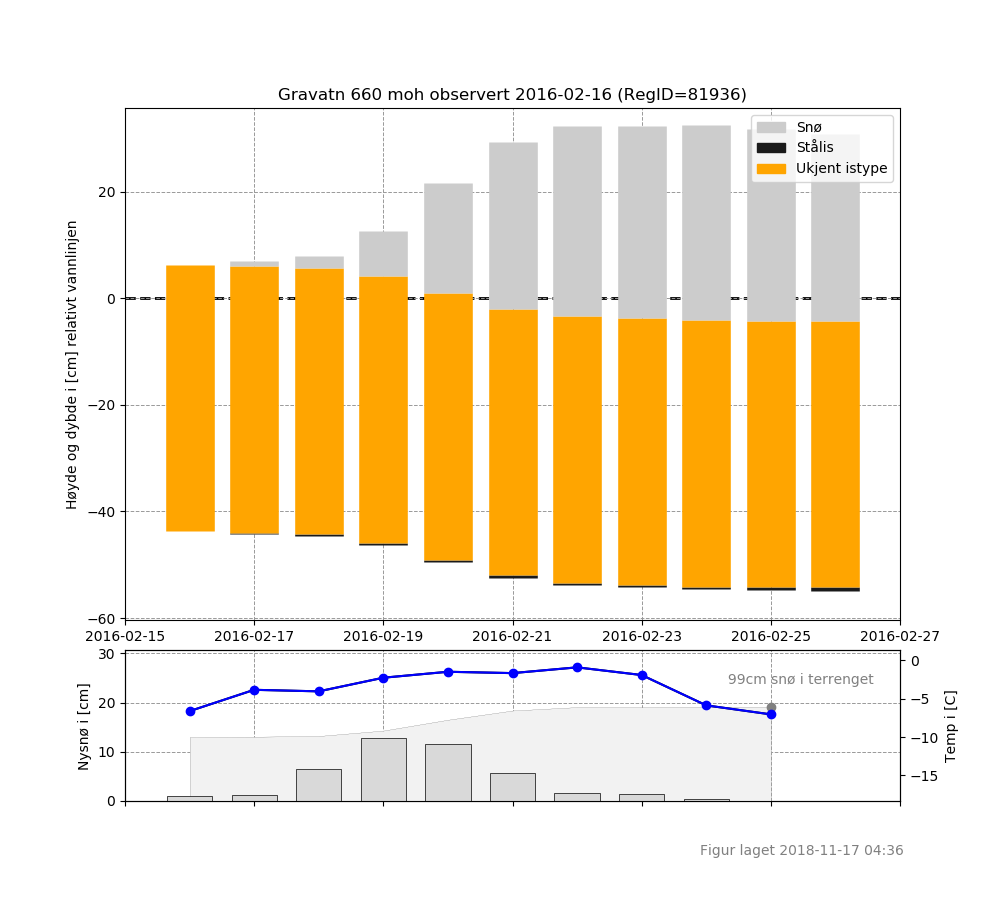 Gravatn 660 moh observert 2016-02-16 (RegID=81936)
Snø
Stålis
Ukjent istype
Høyde og dybde i [cm] relativt vannlinjen
20
0
−20
−40
−60
2016-02-15 2016-02-17 2016-02-19 2016-02-21 2016-02-23 2016-02-25 2016-02-27
Nysnø i [cm]
30
20
10
0
99cm snø i terrenget
0
−5
−10
−15
Temp i [C]
Figur laget 2018-11-17 04:36